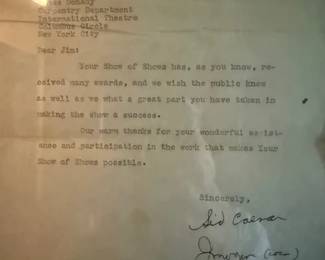 Carpentry Department
International Theatre
Columbus Circle
New York City
Dear Jim:
Your Show of Shows has, as you know, re-
ceived many awards, and we wish the public knew
as well as we what a great part you have taken in
making the show a success.
Our warm thanks for your wonderful assist-
ance and participation in the work that makes Your
Show of Shows possible.
Sincerely,
Sid Caesar